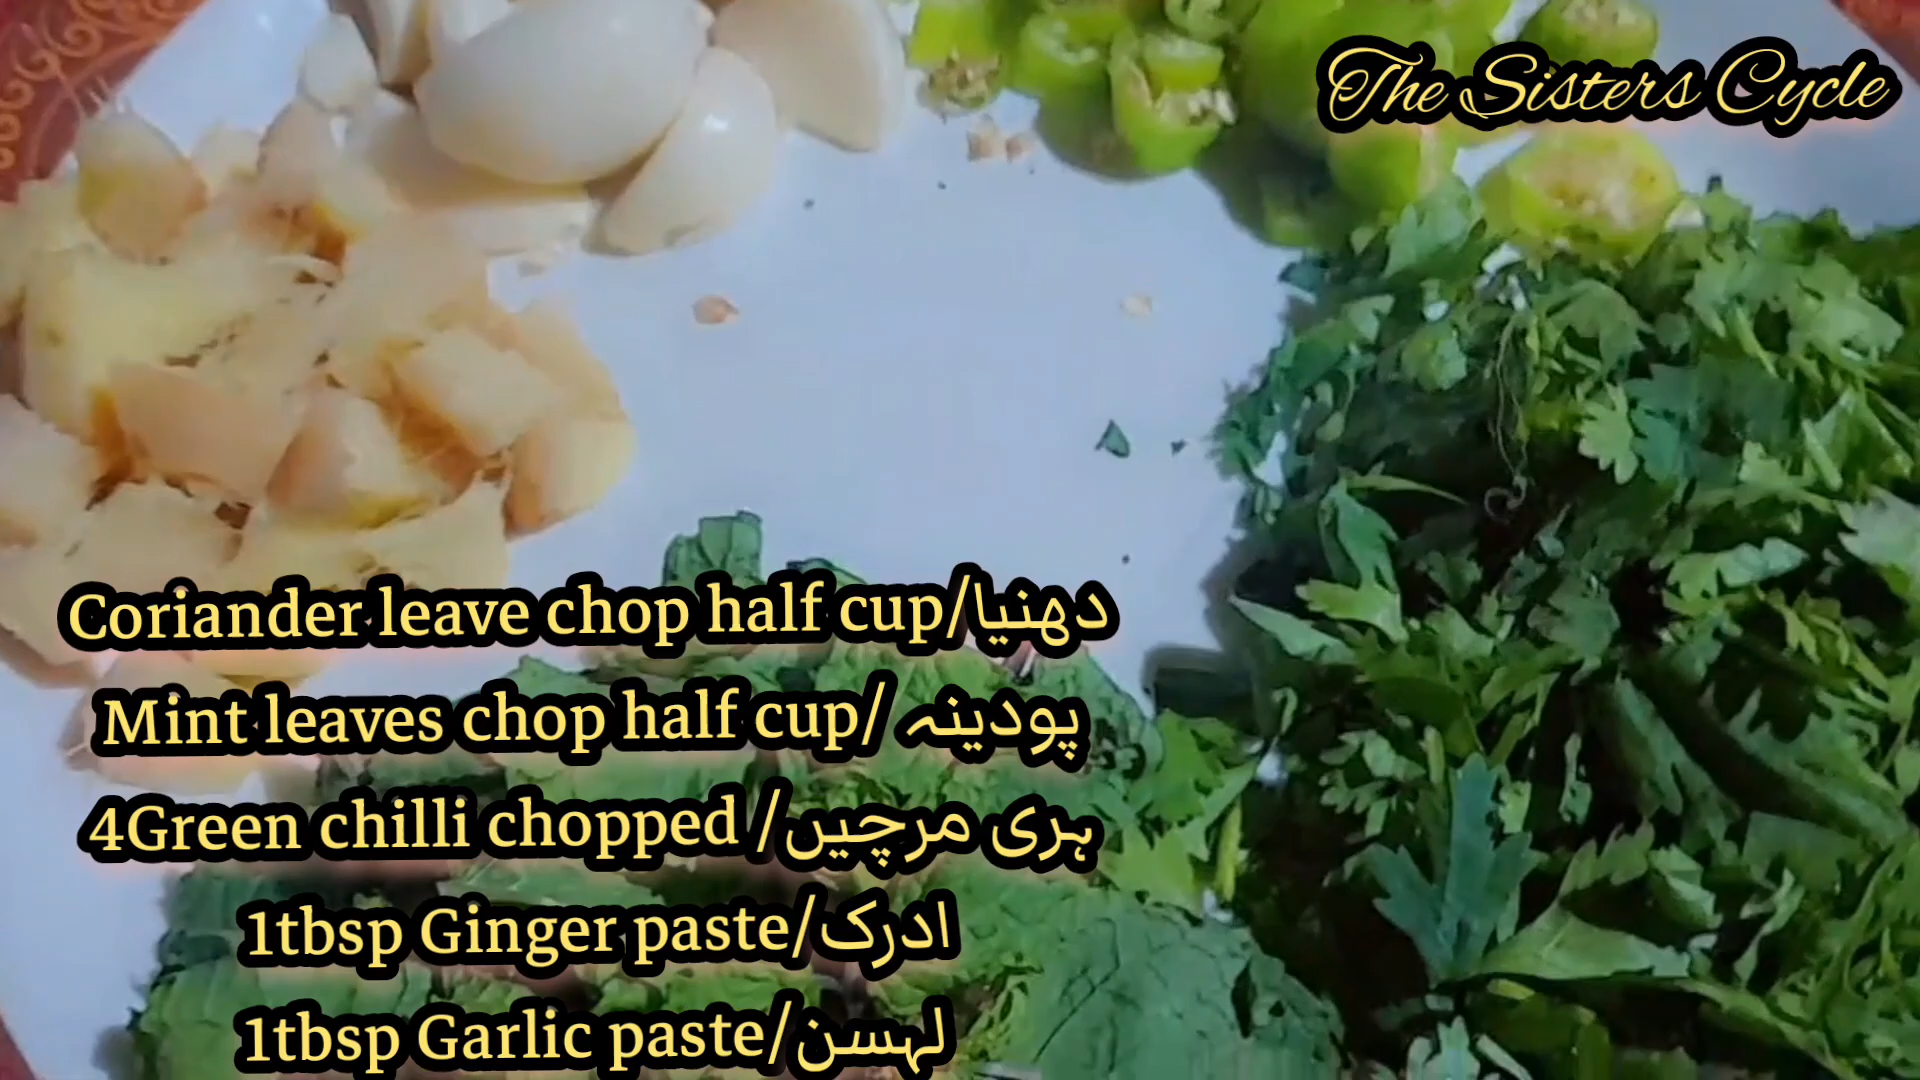 The Sisters Cycle
Coriander leave chop half cup/دھنیا
Mint leaves chop half cup/ پودینہ
4Green chilli chopped /ہری مرچیں
1tbsp Ginger paste/ادرک
1tbsp Garlic paste/لہسن